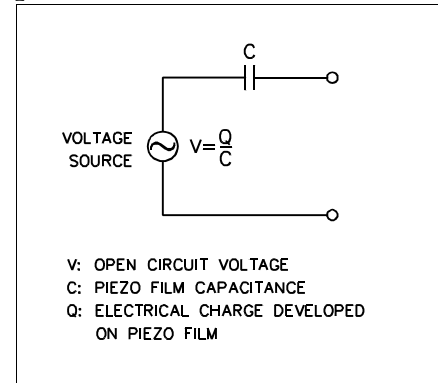 C
VOLTAGE
SOURCE
V=Q/C
V: OPEN CIRCUIT VOLTAGE
C: PIEZO FILM CAPACITANCE
Q: ELECTRICAL CHARGE DEVELOPED
ON PIEZO FILM